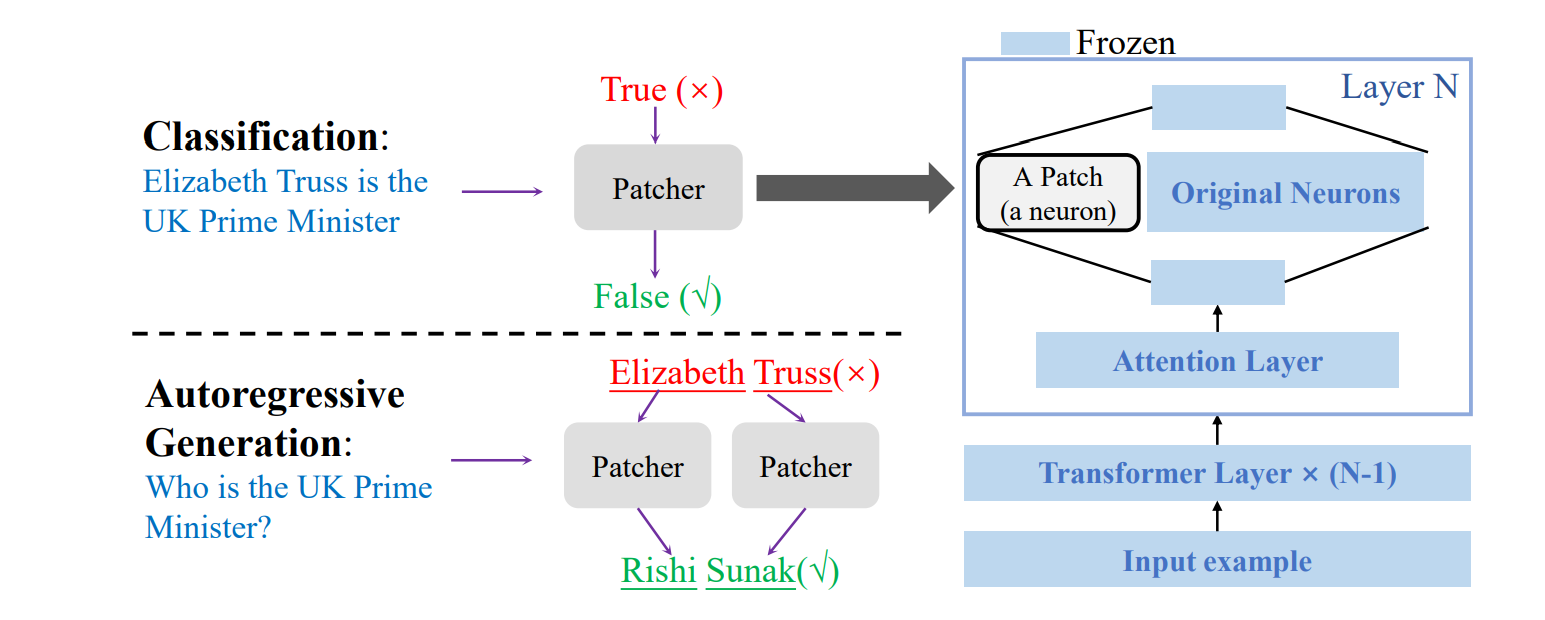 Classification:
Elizabeth Truss is the
UK Prime Minister
True (×)
Patcher
False (√)
Autoregressive
Generation:
Who is the UK Prime
Minister?
Elizabeth Truss(×)
Patcher
Patcher
Rishi Sunak(√)
Frozen
Layer N
A Patch
(a neuron)
Original Neurons
Attention Layer
Transformer Layer × (N-1)
Input example